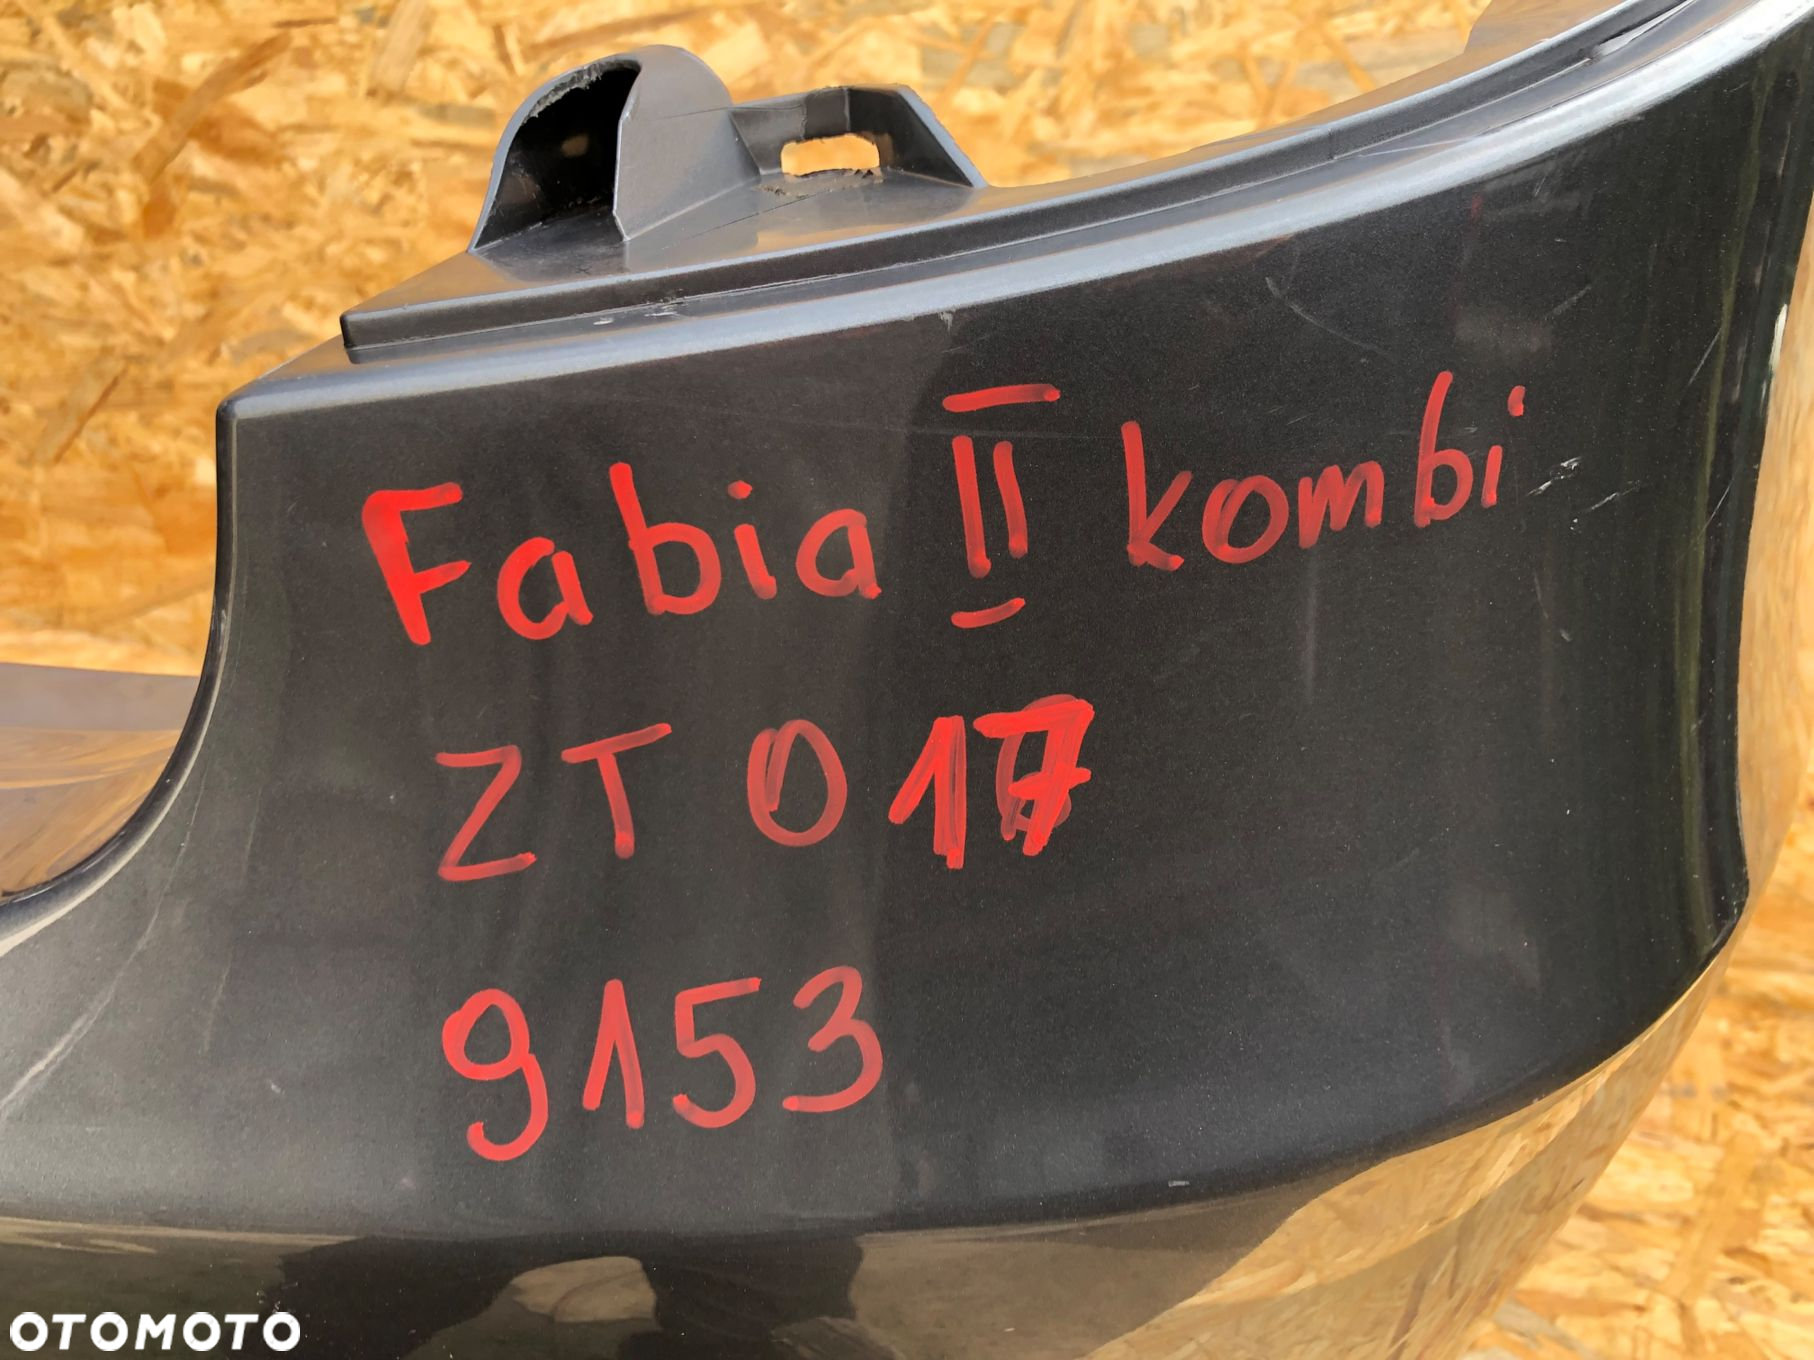 Fabia II kombi
ZT 017
9153
OTOMOTO